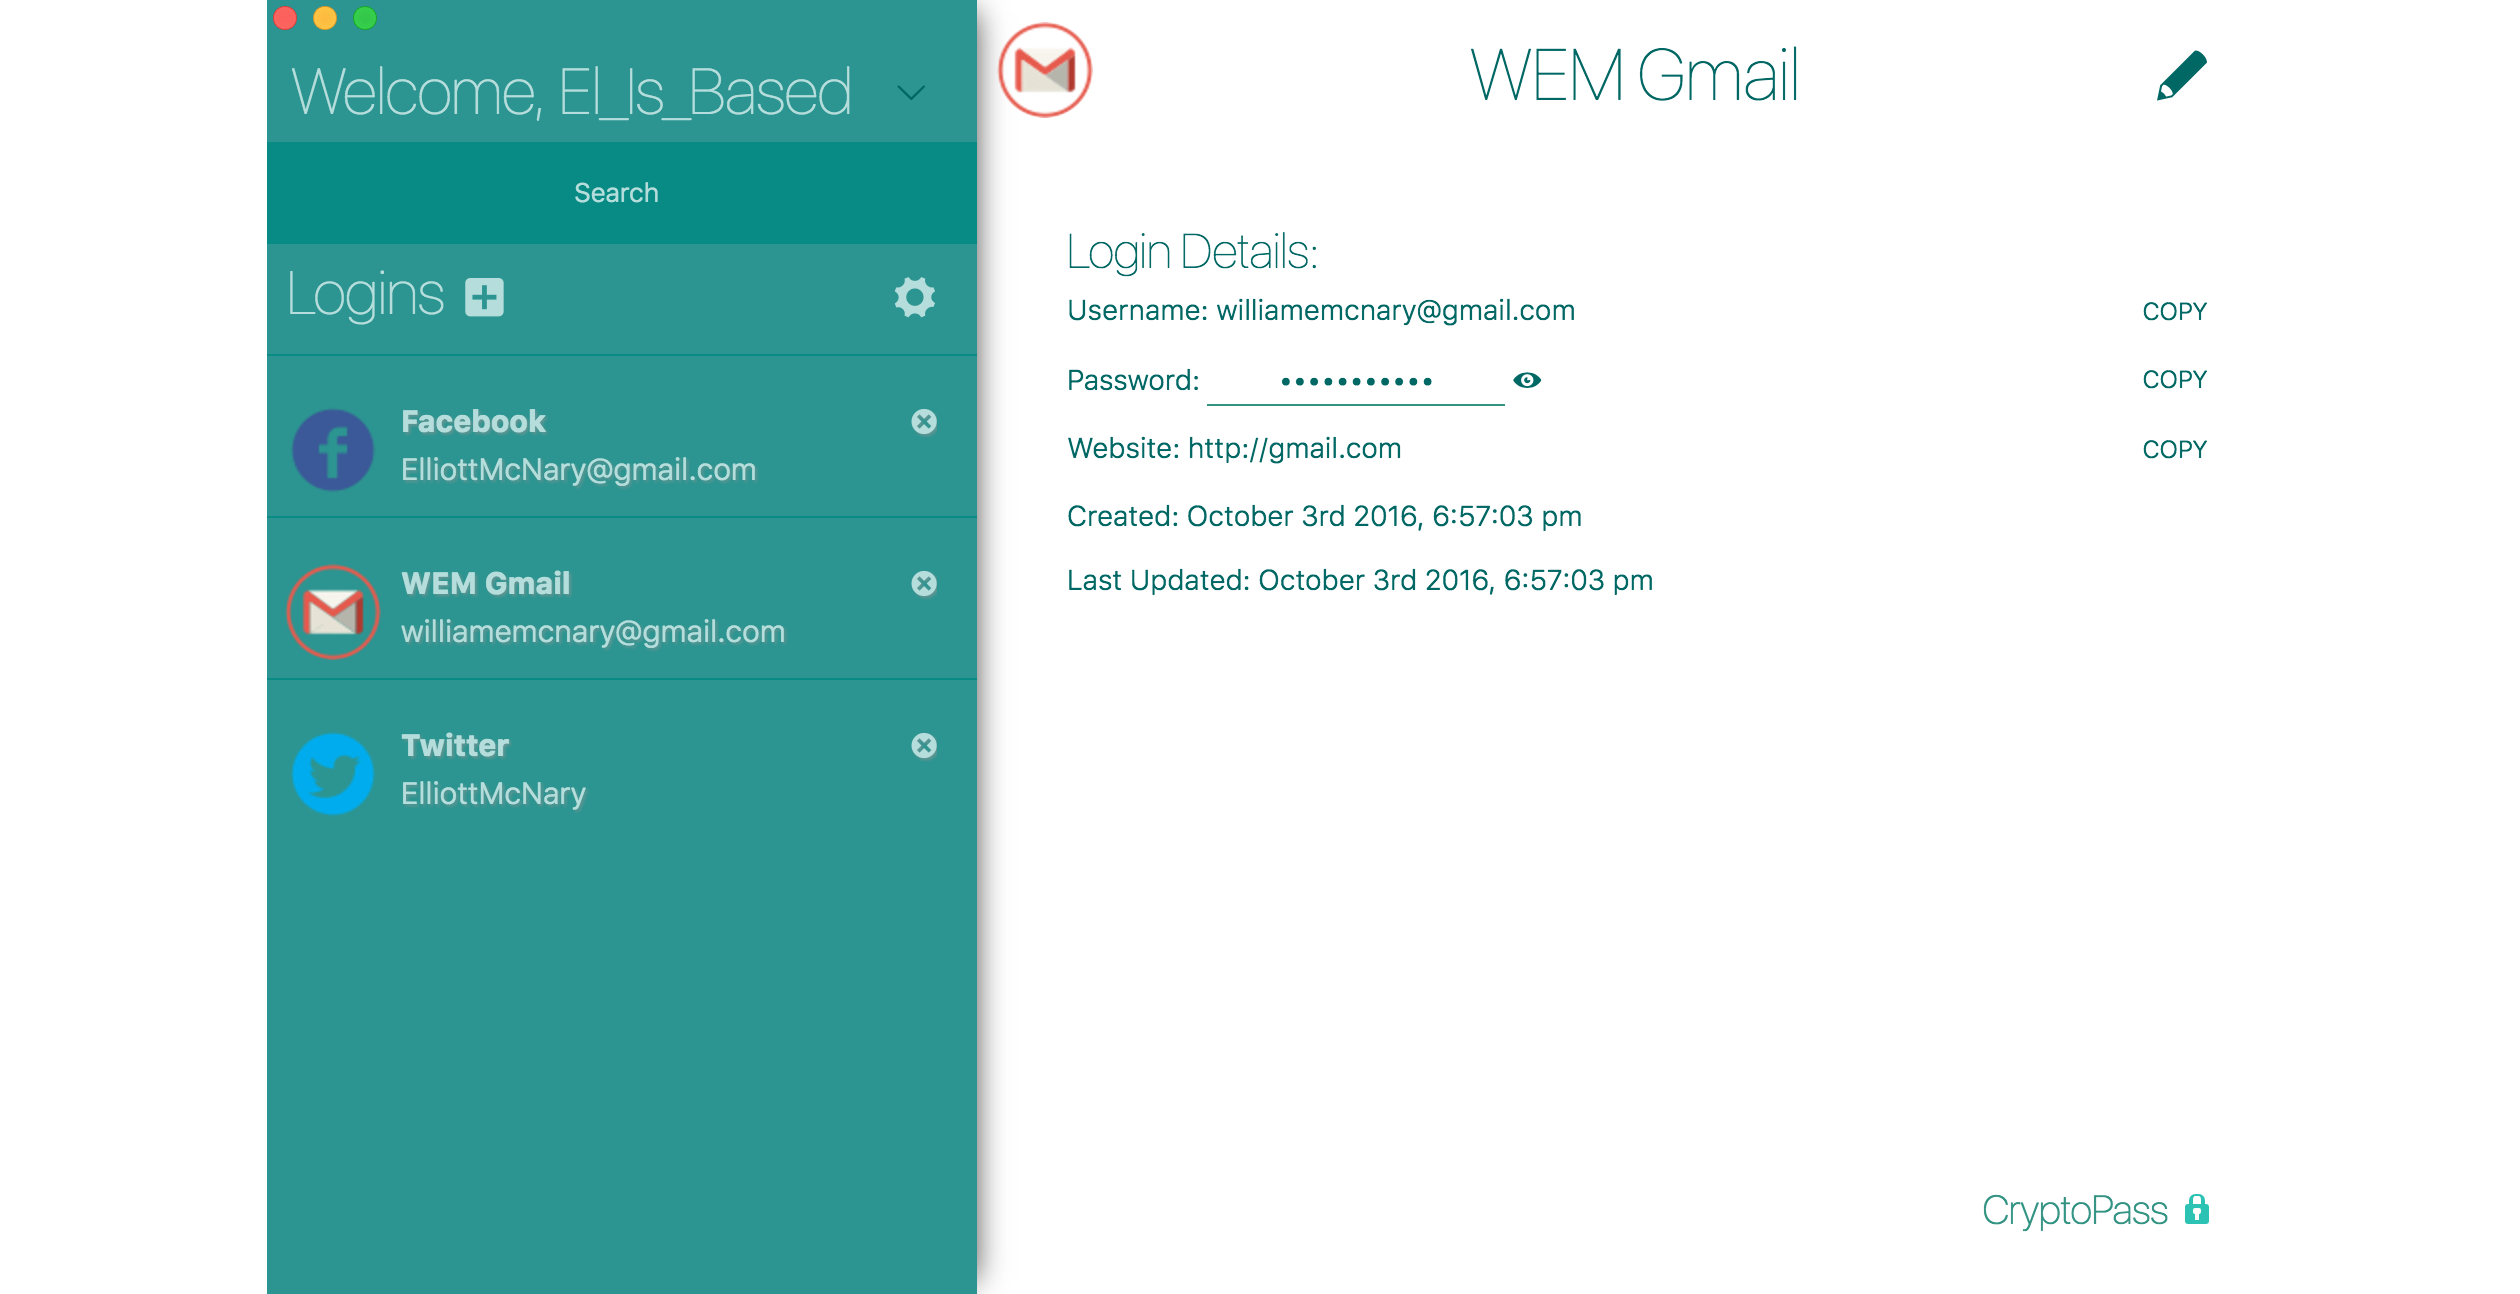 Welcome, El_Is_Based
Search
Logins
Facebook
ElliottMcNary@gmail.com
WEM Gmail
williamemcnary@gmail.com
Twitter
ElliottMcNary
WEM Gmail
Login Details:
Username: williamemcnary@gmail.com COPY
Password: ••••••••••• COPY
Website: http://gmail.com COPY
Created: October 3rd 2016, 6:57:03 pm
Last Updated: October 3rd 2016, 6:57:03 pm
CryptoPass